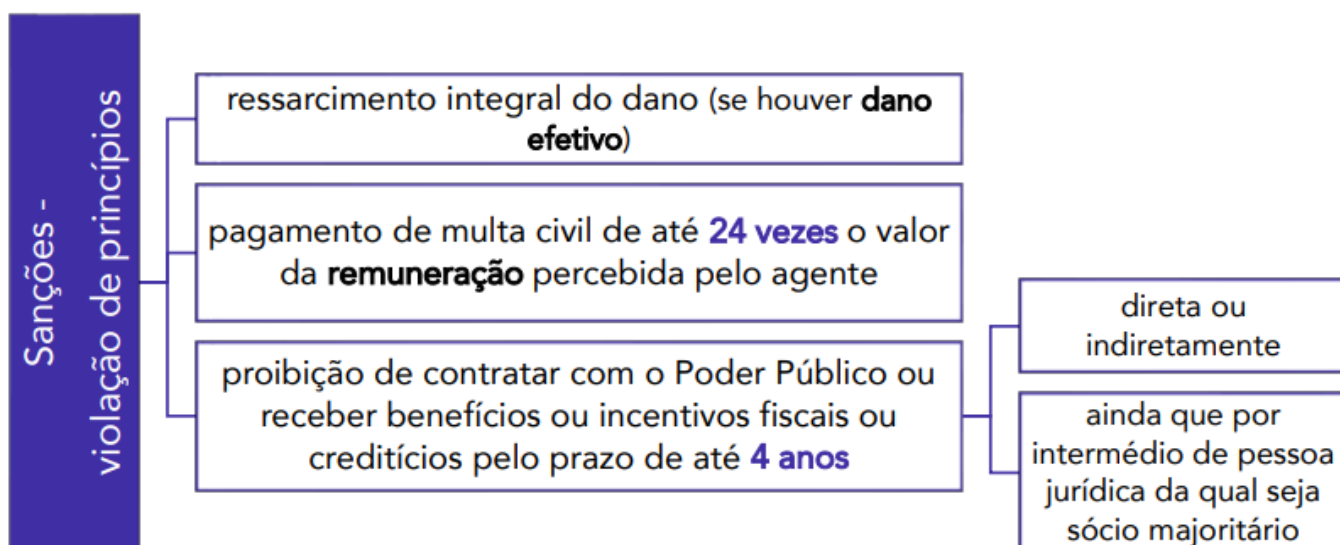 Sanções -
violação de princípios
ressarcimento integral do dano (se houver dano
efetivo)
pagamento de multa civil de até 24 vezes o valor
da remuneração percebida pelo agente
proibição de contratar com o Poder Público ou
receber benefícios ou incentivos fiscais ou
creditícios pelo prazo de até 4 anos
direta ou
indiretamente
ainda que por
intermédio de pessoa
jurídica da qual seja
sócio majoritário